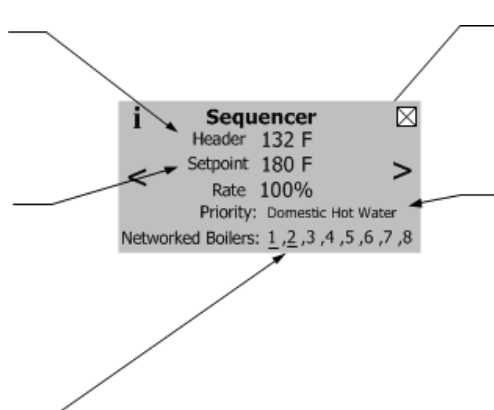 i Sequencer
Header 132 F
Setpoint 180 F
< >
Rate 100%
Priority: Domestic Hot Water
Networked Boilers: 1 ,2 ,3 ,4 ,5 ,6 ,7 ,8